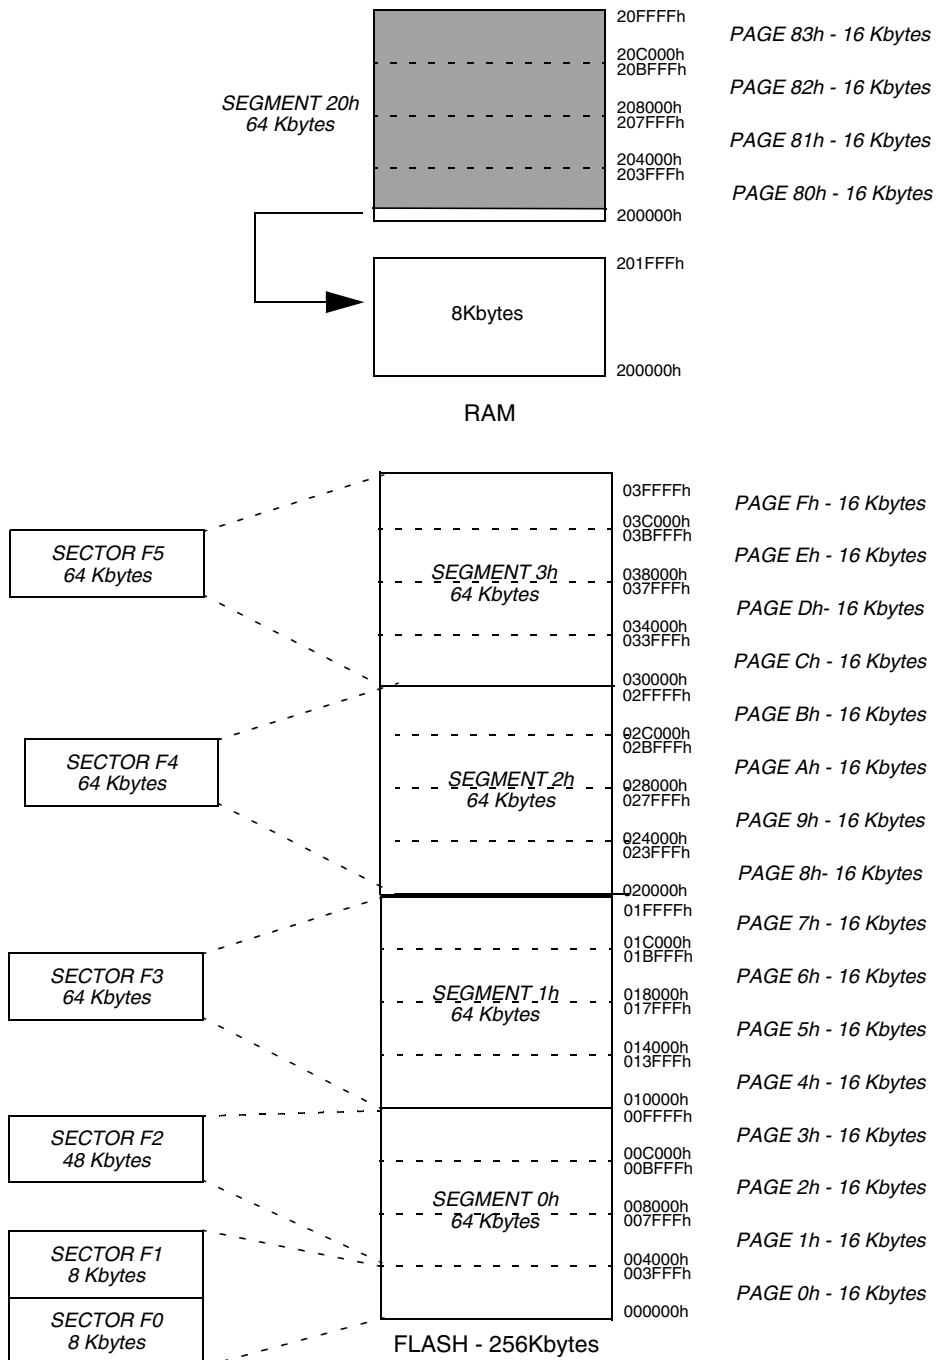 20FFFFh
PAGE 83h - 16 Kbytes
20C000h
20BFFFh
PAGE 82h - 16 Kbytes
SEGMENT 20h
64 Kbytes
208000h
207FFFh
PAGE 81h - 16 Kbytes
204000h
203FFFh
PAGE 80h - 16 Kbytes
200000h
201FFFh
8Kbytes
200000h
RAM
03FFFFh
PAGE Fh - 16 Kbytes
03C000h
03BFFFh
SECTOR F5
64 Kbytes
PAGE Eh - 16 Kbytes
SEGMENT 3h
64 Kbytes
038000h
037FFFh
PAGE Dh- 16 Kbytes
034000h
033FFFh
PAGE Ch - 16 Kbytes
030000h
02FFFFh
PAGE Bh - 16 Kbytes
02C000h
02BFFFh
SECTOR F4
64 Kbytes
PAGE Ah - 16 Kbytes
SEGMENT 2h
64 Kbytes
028000h
027FFFh
PAGE 9h - 16 Kbytes
024000h
023FFFh
PAGE 8h- 16 Kbytes
020000h
01FFFFh
PAGE 7h - 16 Kbytes
01C000h
01BFFFh
SECTOR F3
64 Kbytes
PAGE 6h - 16 Kbytes
SEGMENT 1h
64 Kbytes
018000h
017FFFh
PAGE 5h - 16 Kbytes
014000h
013FFFh
PAGE 4h - 16 Kbytes
010000h
00FFFFh
SECTOR F2
48 Kbytes
PAGE 3h - 16 Kbytes
00C000h
00BFFFh
PAGE 2h - 16 Kbytes
SEGMENT 0h
64 Kbytes
008000h
007FFFh
PAGE 1h - 16 Kbytes
SECTOR F1
8 Kbytes
004000h
003FFFh
PAGE 0h - 16 Kbytes
000000h
SECTOR F0
8 Kbytes
FLASH - 256Kbytes